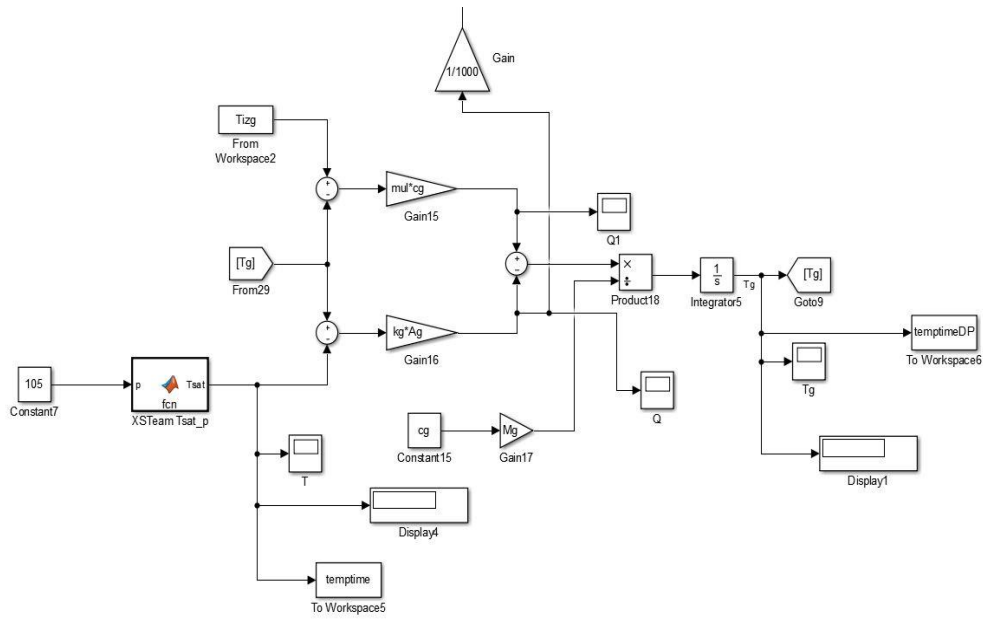 Gain
1/1000
Tizg
From
Workspace2
+
-
mul*cg
Gain15
Q1
[Tg]
From29
+
-
×
÷
Product18
1
s
Integrator5
Tg
[Tg]
Goto9
+
-
kg*Ag
Gain16
temptimeDP
To Workspace6
Tg
105
Constant7
p
Tsat
fcn
XSTeam Tsat_p
Q
cg
Constant15
Mg
Gain17
T
Display1
Display4
temptime
To Workspace5